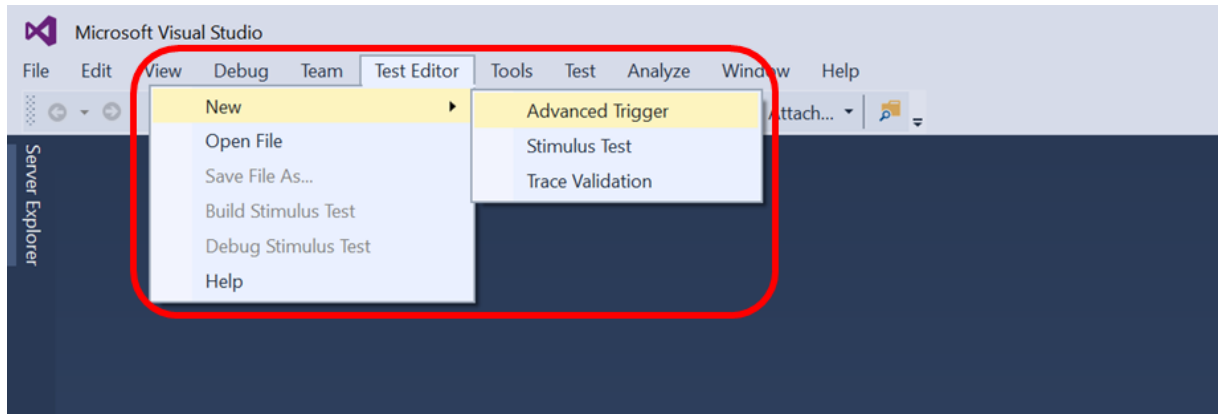 Microsoft Visual Studio
File Edit View Debug Team Test Editor Tools Test Analyze Window Help
Attach...
New
Open File
Save File As...
Build Stimulus Test
Debug Stimulus Test
Help
Advanced Trigger
Stimulus Test
Trace Validation
Server Explorer